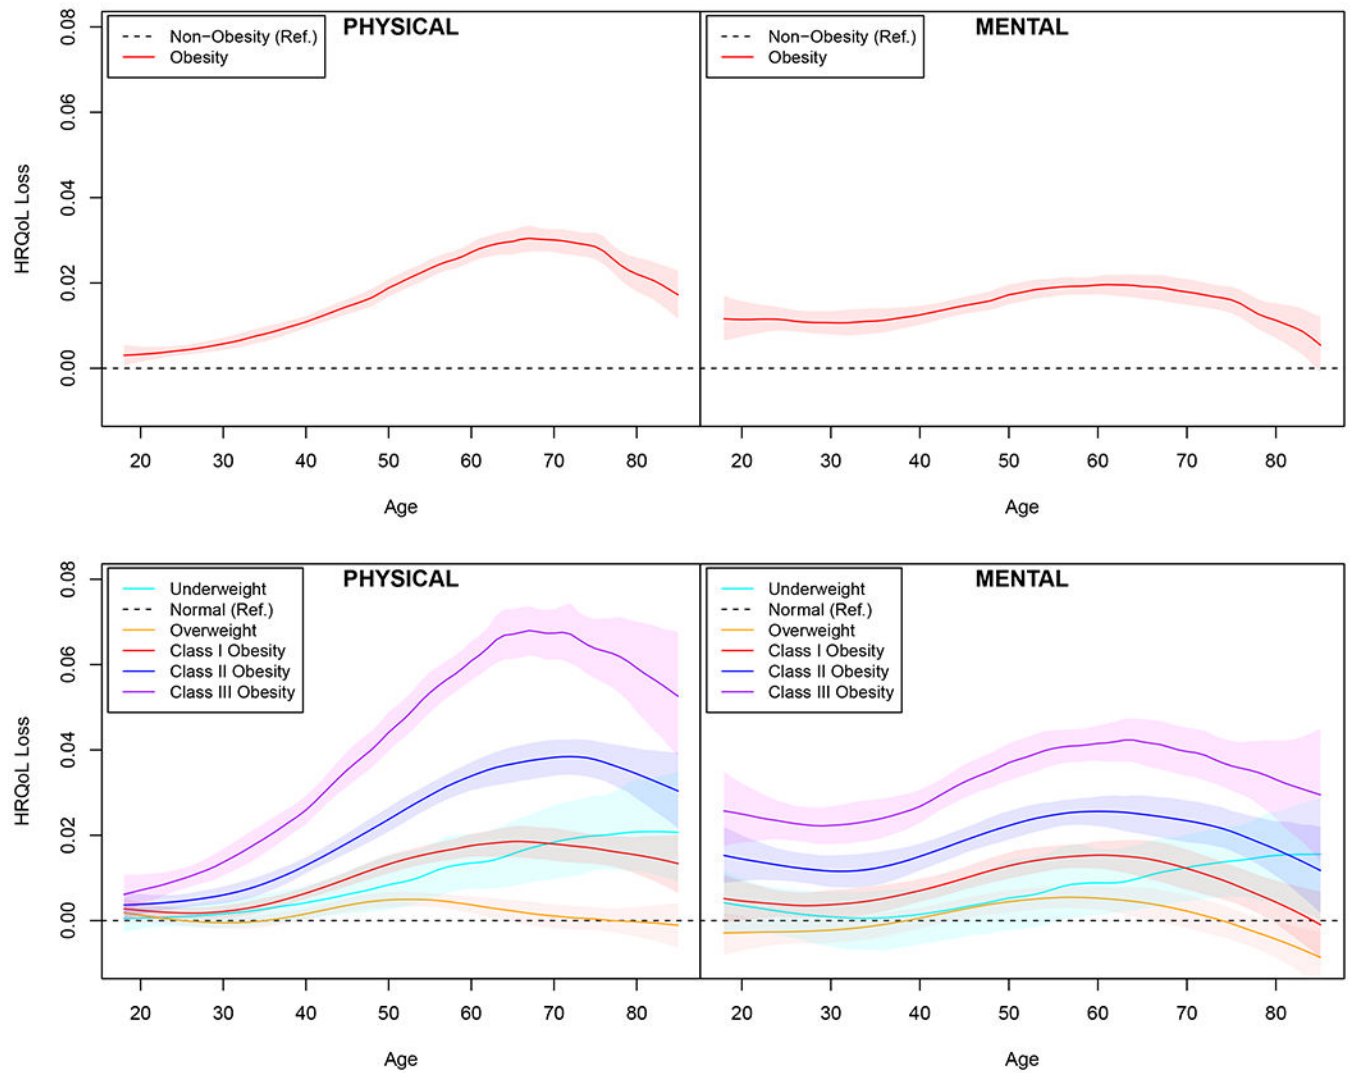 PHYSICAL
Non−Obesity (Ref.)
Obesity
MENTAL
Non−Obesity (Ref.)
Obesity
HRQoL Loss
0.08
0.06
0.04
0.02
0.00
20 30 40 50 60 70 80
20 30 40 50 60 70 80
Age
Age
PHYSICAL
Underweight
Normal (Ref.)
Overweight
Class I Obesity
Class II Obesity
Class III Obesity
MENTAL
Underweight
Normal (Ref.)
Overweight
Class I Obesity
Class II Obesity
Class III Obesity
HRQoL Loss
0.08
0.06
0.04
0.02
0.00
20 30 40 50 60 70 80
20 30 40 50 60 70 80
Age
Age